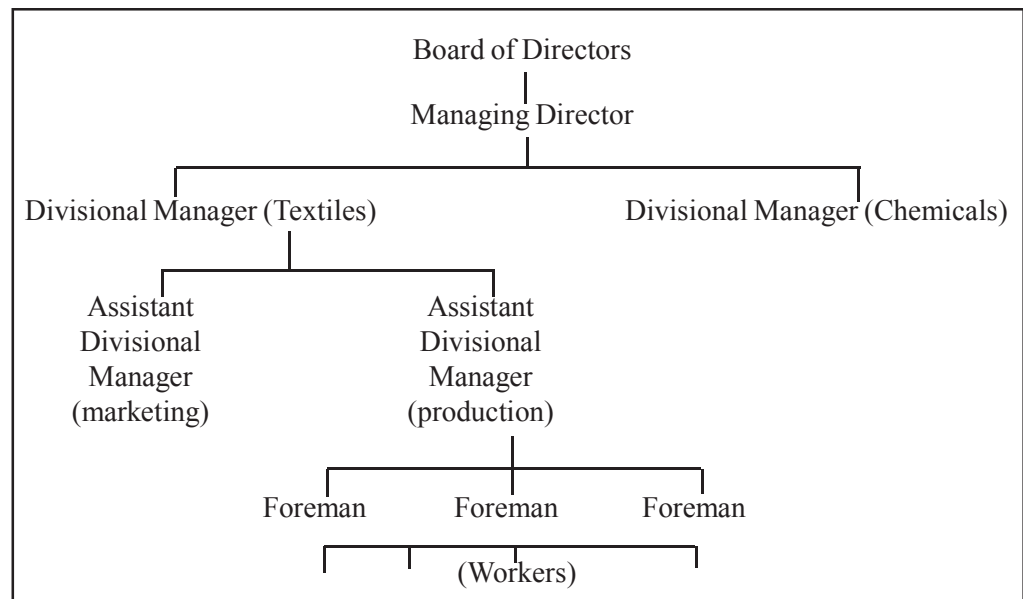 Board of Directors
Managing Director
Divisional Manager (Textiles)
Divisional Manager (Chemicals)
Assistant
Divisional
Manager
(marketing)
Assistant
Divisional
Manager
(production)
Foreman
Foreman
Foreman
(Workers)